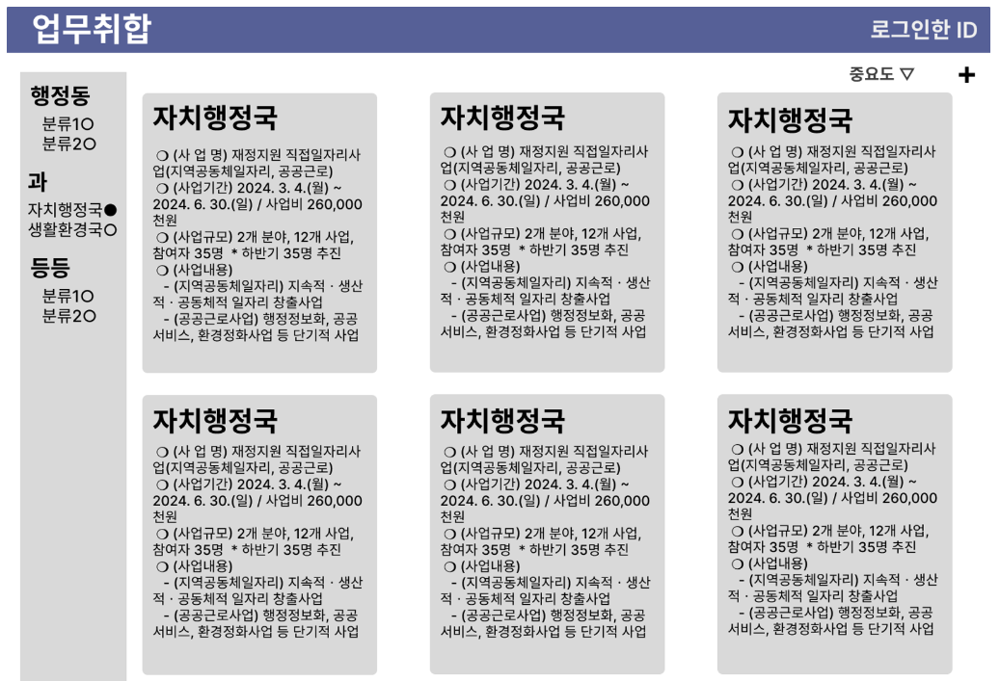 업무취합
로그인한 ID
중요도 ▽
+
행정동
분류1○
분류2○
과
자치행정국●
생활환경국○
등등
분류1○
분류2○
자치행정국
❍ (사 업 명) 재정지원 직접일자리사
업(지역공동체일자리, 공공근로)
❍ (사업기간) 2024. 3. 4.(월) ~
2024. 6. 30.(일) / 사업비 260,000
천원
❍ (사업규모) 2개 분야, 12개 사업,
참여자 35명  * 하반기 35명 추진
❍ (사업내용)
- (지역공동체일자리) 지속적ㆍ생산
적ㆍ공동체적 일자리 창출사업
- (공공근로사업) 행정정보화, 공공
서비스, 환경정화사업 등 단기적 사업
자치행정국
❍ (사 업 명) 재정지원 직접일자리사
업(지역공동체일자리, 공공근로)
❍ (사업기간) 2024. 3. 4.(월) ~
2024. 6. 30.(일) / 사업비 260,000
천원
❍ (사업규모) 2개 분야, 12개 사업,
참여자 35명  * 하반기 35명 추진
❍ (사업내용)
- (지역공동체일자리) 지속적ㆍ생산
적ㆍ공동체적 일자리 창출사업
- (공공근로사업) 행정정보화, 공공
서비스, 환경정화사업 등 단기적 사업
자치행정국
❍ (사 업 명) 재정지원 직접일자리사
업(지역공동체일자리, 공공근로)
❍ (사업기간) 2024. 3. 4.(월) ~
2024. 6. 30.(일) / 사업비 260,000
천원
❍ (사업규모) 2개 분야, 12개 사업,
참여자 35명  * 하반기 35명 추진
❍ (사업내용)
- (지역공동체일자리) 지속적ㆍ생산
적ㆍ공동체적 일자리 창출사업
- (공공근로사업) 행정정보화, 공공
서비스, 환경정화사업 등 단기적 사업
자치행정국
❍ (사 업 명) 재정지원 직접일자리사
업(지역공동체일자리, 공공근로)
❍ (사업기간) 2024. 3. 4.(월) ~
2024. 6. 30.(일) / 사업비 260,000
천원
❍ (사업규모) 2개 분야, 12개 사업,
참여자 35명  * 하반기 35명 추진
❍ (사업내용)
- (지역공동체일자리) 지속적ㆍ생산
적ㆍ공동체적 일자리 창출사업
- (공공근로사업) 행정정보화, 공공
서비스, 환경정화사업 등 단기적 사업
자치행정국
❍ (사 업 명) 재정지원 직접일자리사
업(지역공동체일자리, 공공근로)
❍ (사업기간) 2024. 3. 4.(월) ~
2024. 6. 30.(일) / 사업비 260,000
천원
❍ (사업규모) 2개 분야, 12개 사업,
참여자 35명  * 하반기 35명 추진
❍ (사업내용)
- (지역공동체일자리) 지속적ㆍ생산
적ㆍ공동체적 일자리 창출사업
- (공공근로사업) 행정정보화, 공공
서비스, 환경정화사업 등 단기적 사업
자치행정국
❍ (사 업 명) 재정지원 직접일자리사
업(지역공동체일자리, 공공근로)
❍ (사업기간) 2024. 3. 4.(월) ~
2024. 6. 30.(일) / 사업비 260,000
천원
❍ (사업규모) 2개 분야, 12개 사업,
참여자 35명  * 하반기 35명 추진
❍ (사업내용)
- (지역공동체일자리) 지속적ㆍ생산
적ㆍ공동체적 일자리 창출사업
- (공공근로사업) 행정정보화, 공공
서비스, 환경정화사업 등 단기적 사업